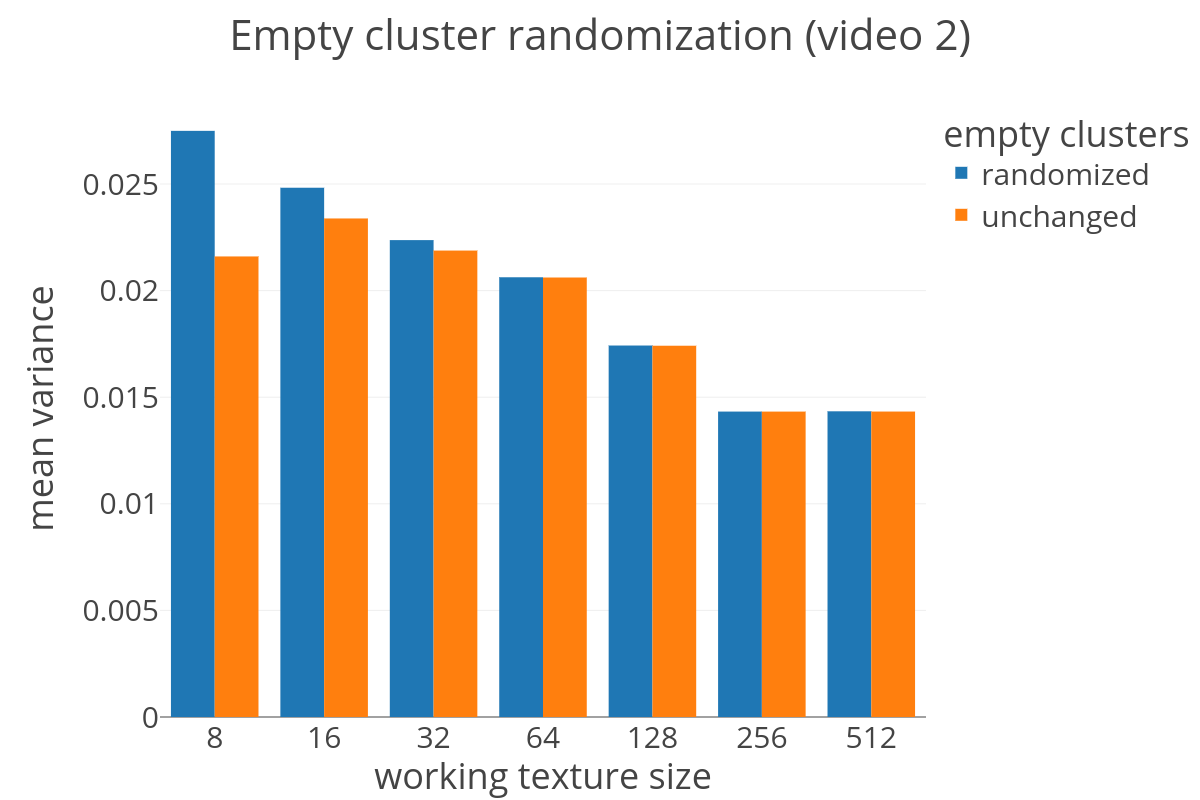 Empty cluster randomization (video 2)
empty clusters
randomized
unchanged
mean variance
0.025
0.02
0.015
0.01
0.005
0
8 16 32 64 128 256 512
working texture size